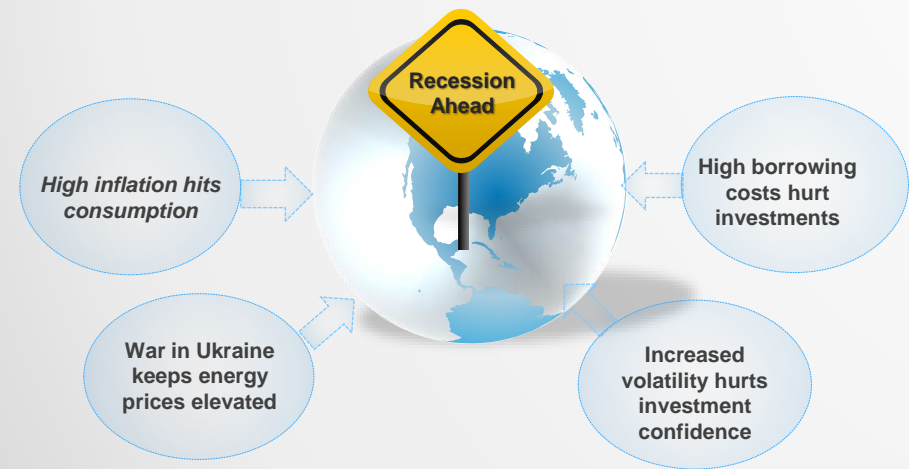 Recession
Ahead
High inflation hits
consumption
High borrowing
costs hurt
investments
War in Ukraine
keeps energy
prices elevated
Increased
volatility hurts
investment
confidence